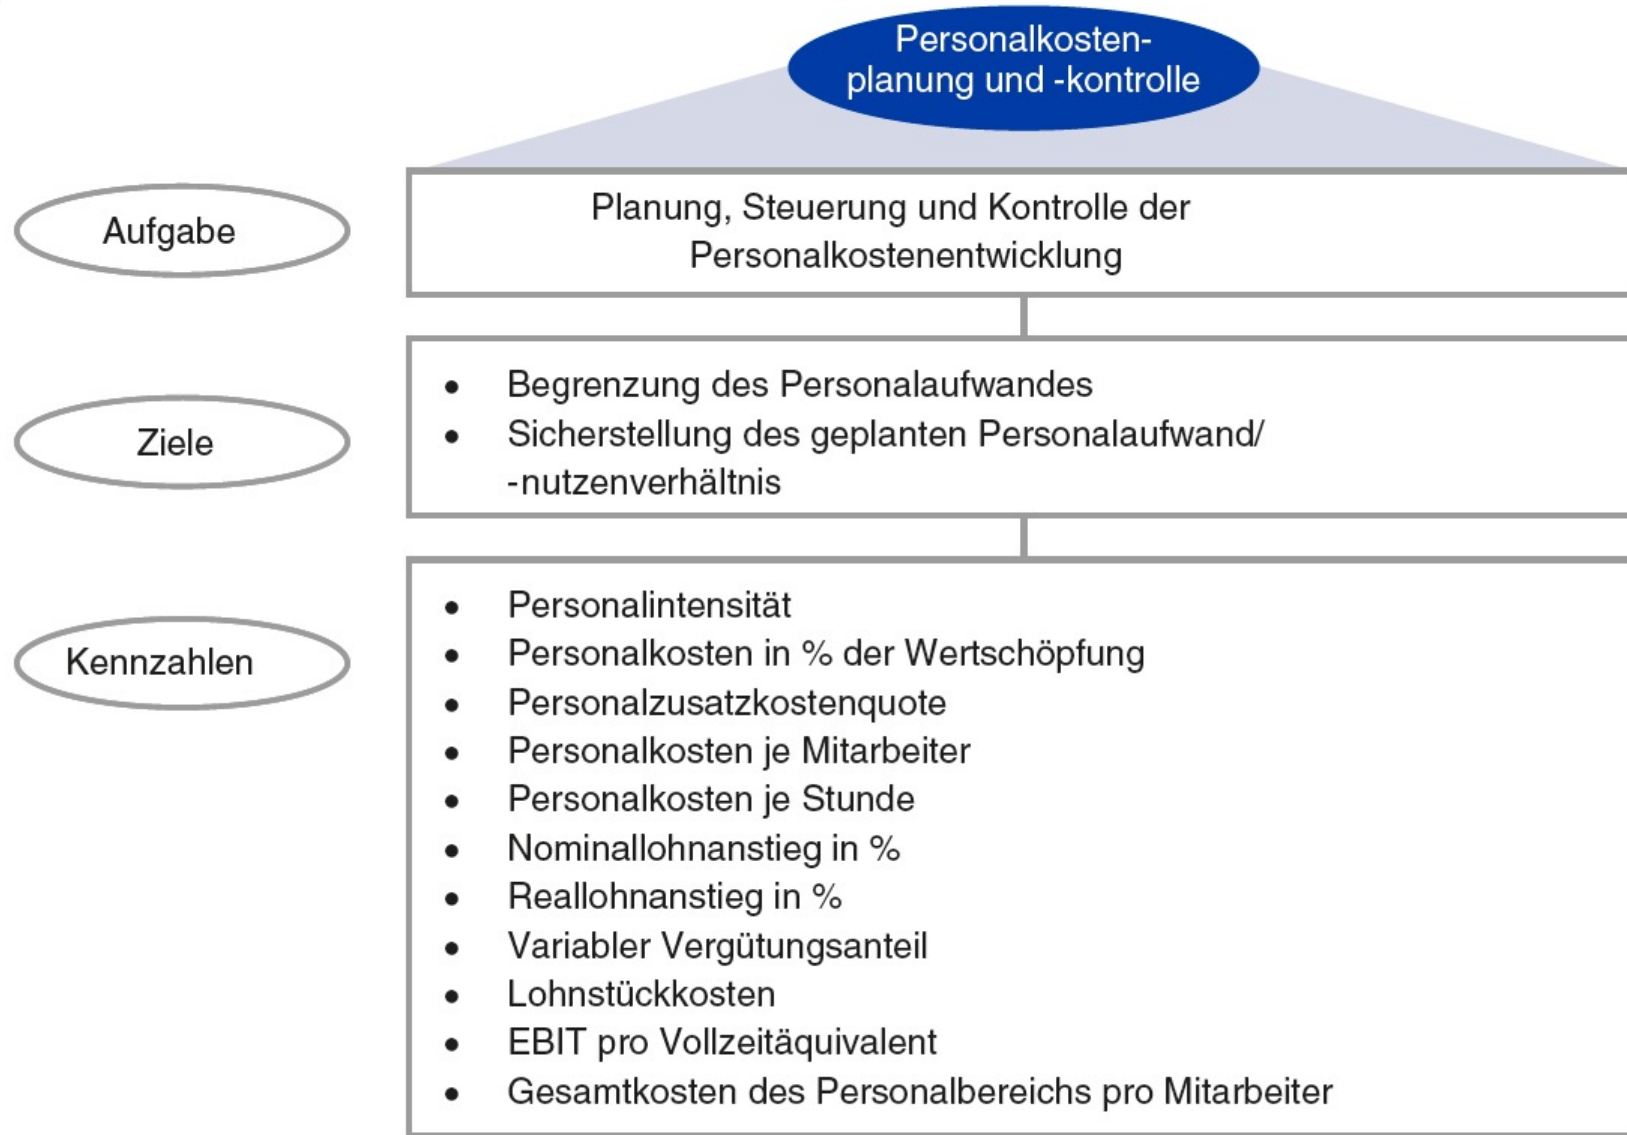 Personalkosten-
planung und -kontrolle
Aufgabe
Planung, Steuerung und Kontrolle der
Personalkostenentwicklung
Ziele
• Begrenzung des Personalaufwandes
• Sicherstellung des geplanten Personalaufwand/
-nutzenverhältnis
Kennzahlen
• Personalintensität
• Personalkosten in % der Wertschöpfung
• Personalzusatzkostenquote
• Personalkosten je Mitarbeiter
• Personalkosten je Stunde
• Nominallohnanstieg in %
• Reallohnanstieg in %
• Variabler Vergütungsanteil
• Lohnstückkosten
• EBIT pro Vollzeitäquivalent
• Gesamtkosten des Personalbereichs pro Mitarbeiter